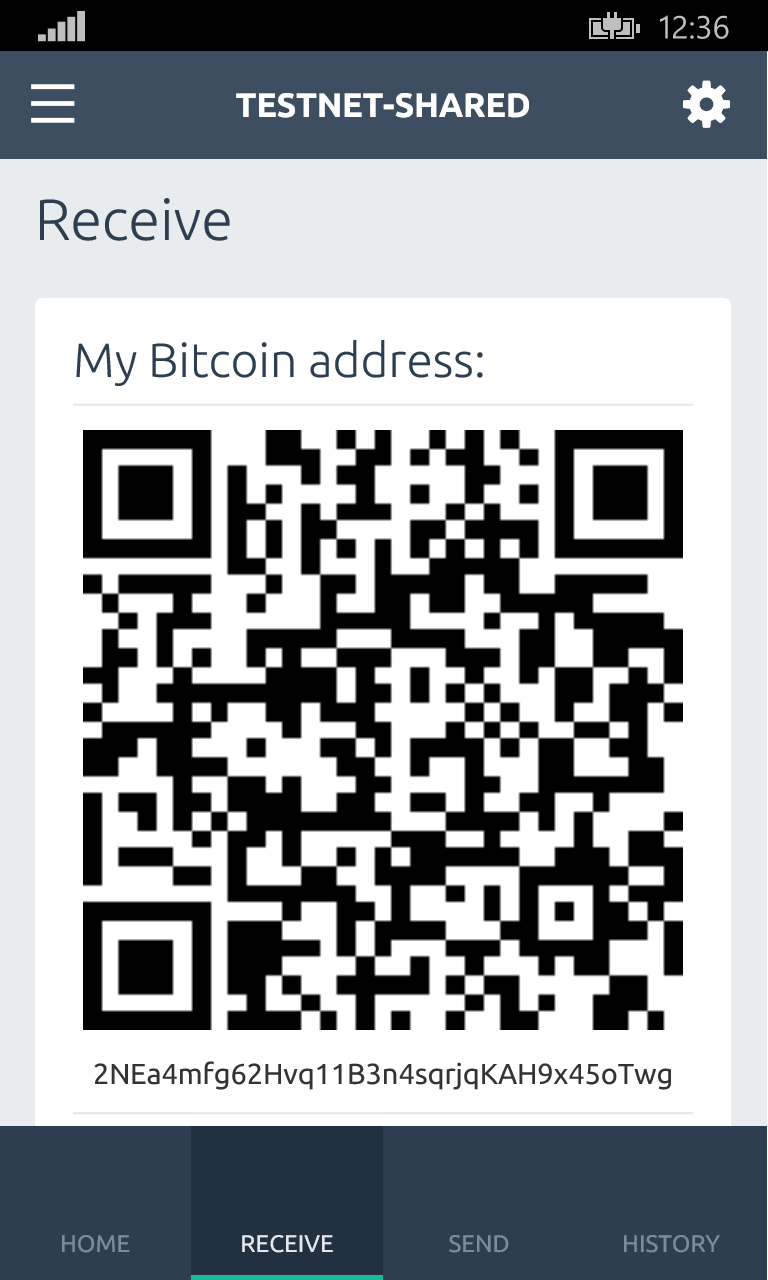 12:36
TESTNET-SHARED
Receive
My Bitcoin address:
2NEa4mfg62Hvq11B3n4sqrjqKAH9x45oTwg
HOME RECEIVE SEND HISTORY